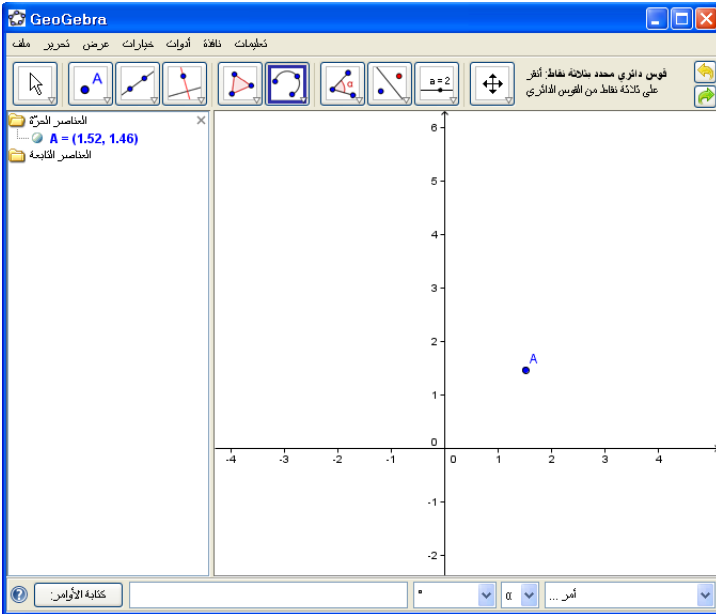 GeoGebra
ملف تحرير عرض خيارات أدوات نافذة تعليمات
A
α
a = 2
قوس دائري محدد بثلاثة نقاط: أنقر
على ثلاثة نقاط من القوس الدائري
العناصر الحرّة
A = (1.52, 1.46)
العناصر التابعة
6
5
4
3
2
A
1
0
-4 -3 -2 -1 0 1 2 3 4
-1
-2
كتابة الأوامر:
°
α
أمر ...